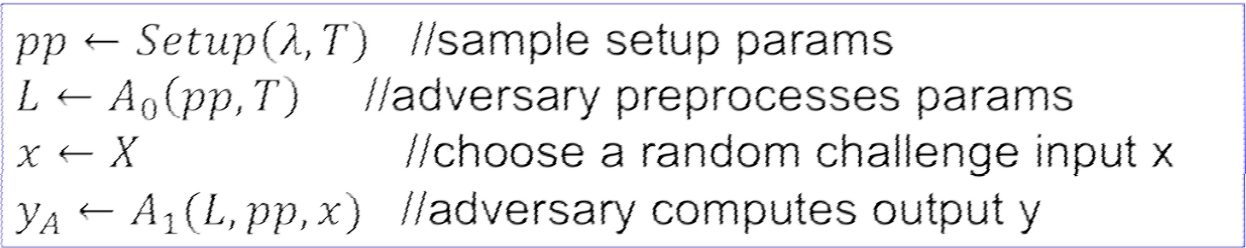 pp ← Setup(λ, T) //sample setup params
L ← A₀(pp, T) //adversary preprocesses params
x ← X //choose a random challenge input x
y_A ← A₁(L, pp, x) //adversary computes output y